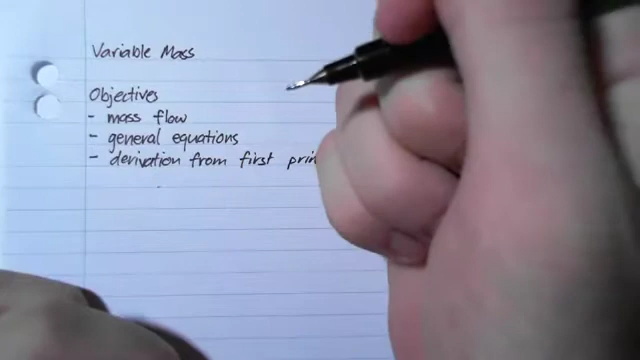 Variable Mass
Objectives
- mass flow
- general equations
- derivation from first